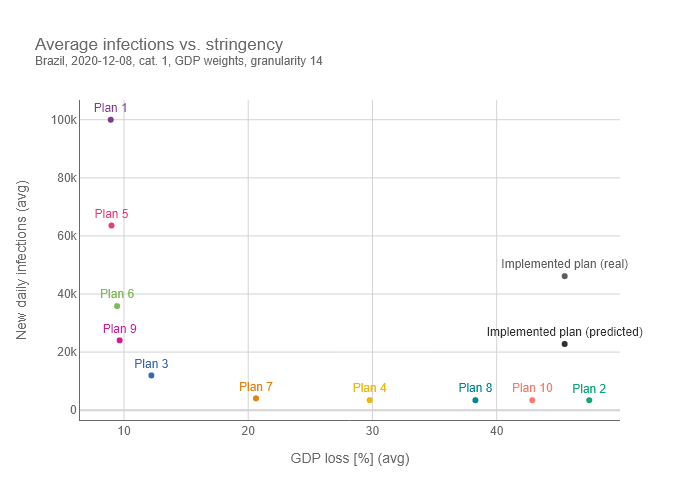 Average infections vs. stringency
Brazil, 2020-12-08, cat. 1, GDP weights, granularity 14
Plan 1
100k
80k
Plan 5
60k
Implemented plan (real)
Plan 6
40k
Plan 9
Implemented plan (predicted)
20k
Plan 3
Plan 7
Plan 4
Plan 8
Plan 10
Plan 2
0
10
20
30
40
New daily infections (avg)
GDP loss [%] (avg)